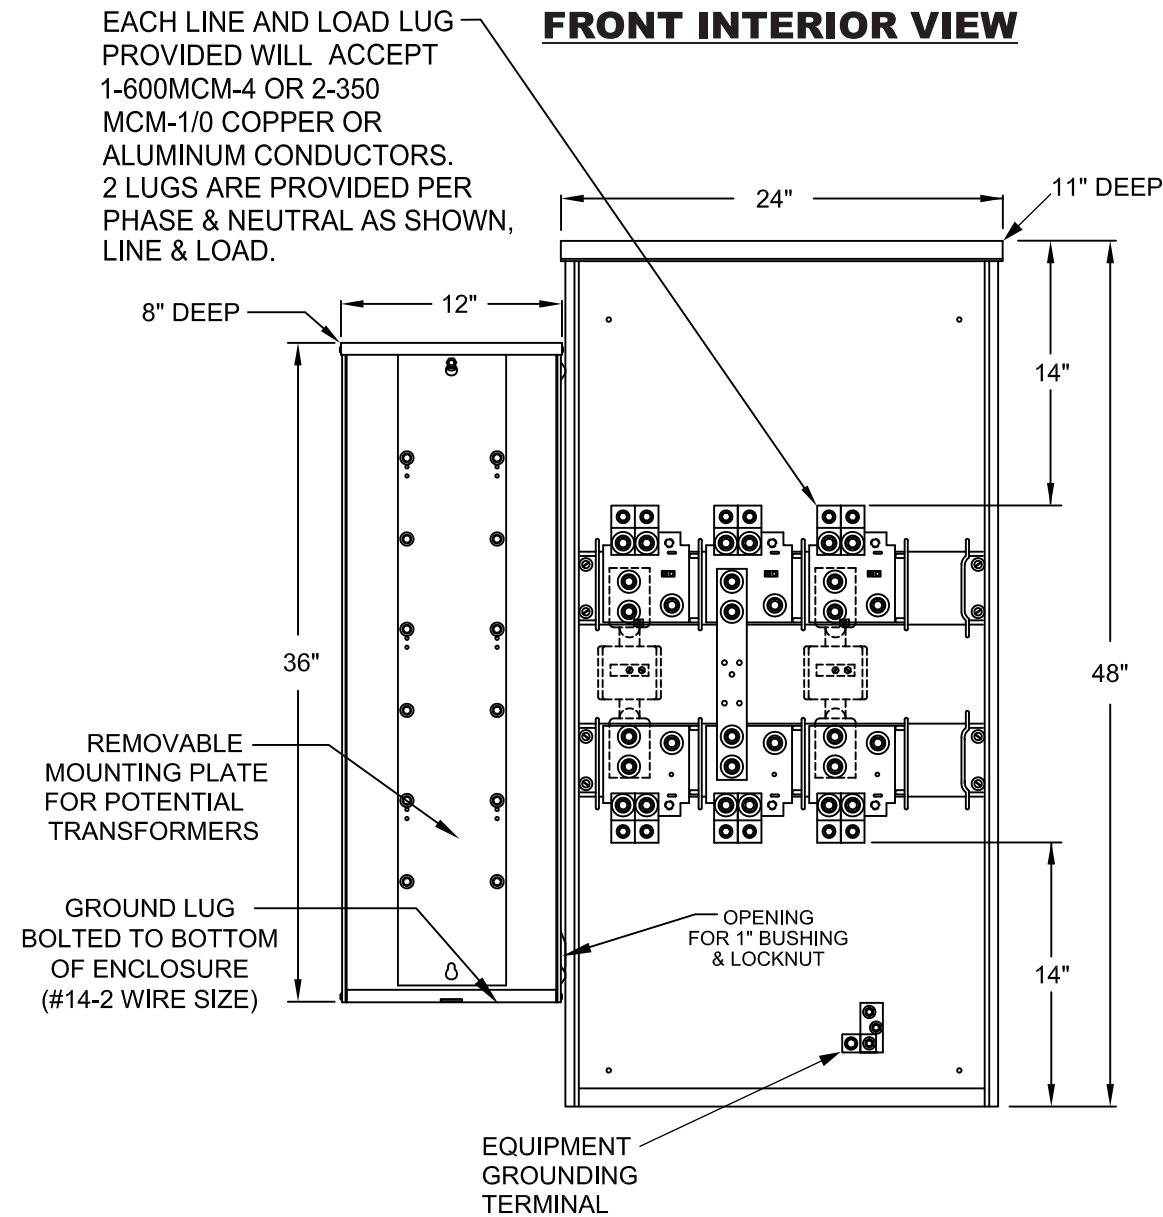 EACH LINE AND LOAD LUG
PROVIDED WILL ACCEPT
1-600MCM-4 OR 2-350
MCM-1/0 COPPER OR
ALUMINUM CONDUCTORS.
2 LUGS ARE PROVIDED PER
PHASE & NEUTRAL AS SHOWN,
LINE & LOAD.
FRONT INTERIOR VIEW
24"
11" DEEP
8" DEEP
12"
14"
36"
48"
REMOVABLE
MOUNTING PLATE
FOR POTENTIAL
TRANSFORMERS
GROUND LUG
BOLTED TO BOTTOM
OF ENCLOSURE
(#14-2 WIRE SIZE)
OPENING
FOR 1" BUSHING
& LOCKNUT
14"
EQUIPMENT
GROUNDING
TERMINAL